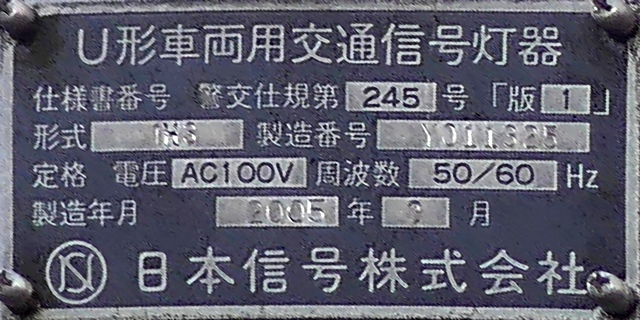 U形車両用交通信号灯器
仕様書番号 警交仕規第 245 号 「版 1 」
形式 1H3 製造番号 Y011325
定格 電圧 AC100V 周波数 50/60 Hz
製造年月 2005 年 9 月
日本信号株式会社